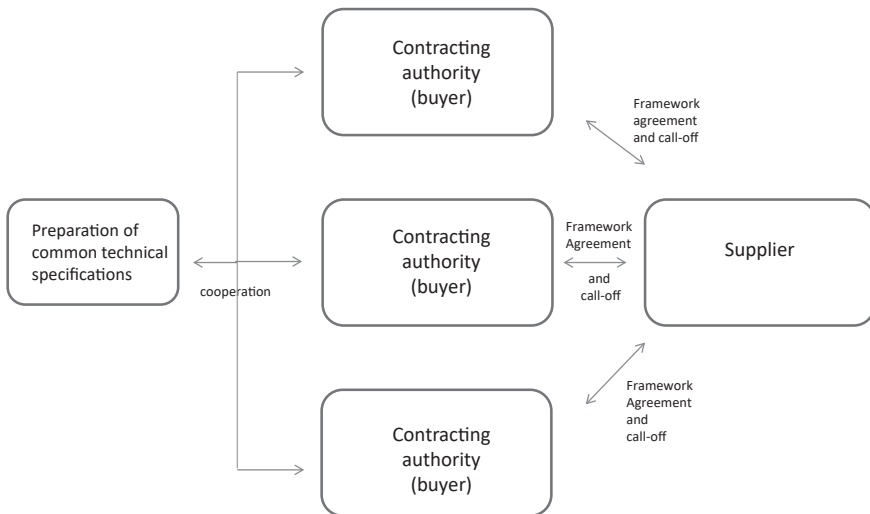 Contracting
authority
(buyer)
Framework
agreement
and call-off
Preparation of
common technical
specifications
cooperation
Contracting
authority
(buyer)
Framework
Agreement
and
call-off
Supplier
Contracting
authority
(buyer)
Framework
Agreement
and
call-off